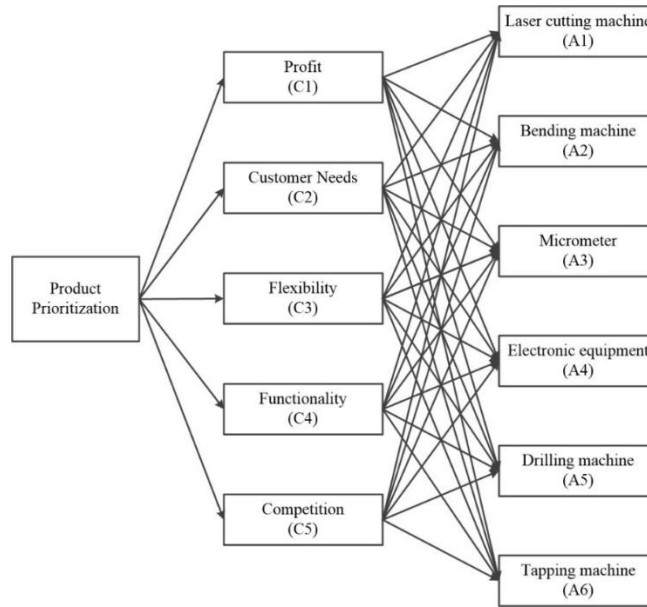 Product
Prioritization
Profit
(C1)
Customer Needs
(C2)
Flexibility
(C3)
Functionality
(C4)
Competition
(C5)
Laser cutting machine
(A1)
Bending machine
(A2)
Micrometer
(A3)
Electronic equipment
(A4)
Drilling machine
(A5)
Tapping machine
(A6)